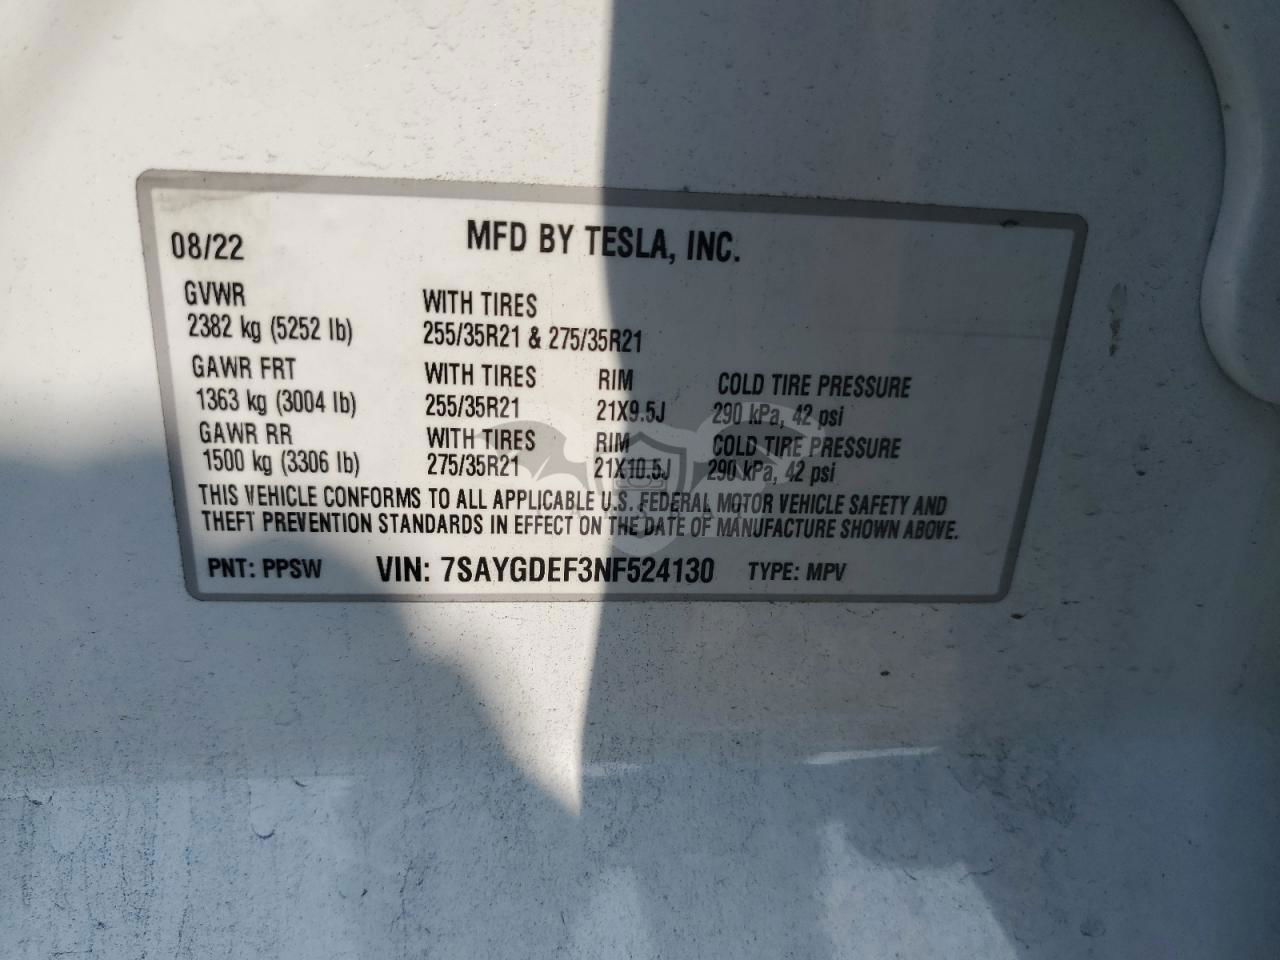 08/22 MFD BY TESLA, INC.
GVWR WITH TIRES
2382 kg (5252 lb) 255/35R21 & 275/35R21
GAWR FRT WITH TIRES RIM COLD TIRE PRESSURE
1363 kg (3004 lb) 255/35R21 21X9.5J 290 kPa, 42 psi
GAWR RR WITH TIRES RIM COLD TIRE PRESSURE
1500 kg (3306 lb) 275/35R21 21X10.5J 290 kPa, 42 psi
THIS VEHICLE CONFORMS TO ALL APPLICABLE U.S. FEDERAL MOTOR VEHICLE SAFETY AND
THEFT PREVENTION STANDARDS IN EFFECT ON THE DATE OF MANUFACTURE SHOWN ABOVE.
PNT: PPSW VIN: 7SAYGDEF3NF524130 TYPE: MPV